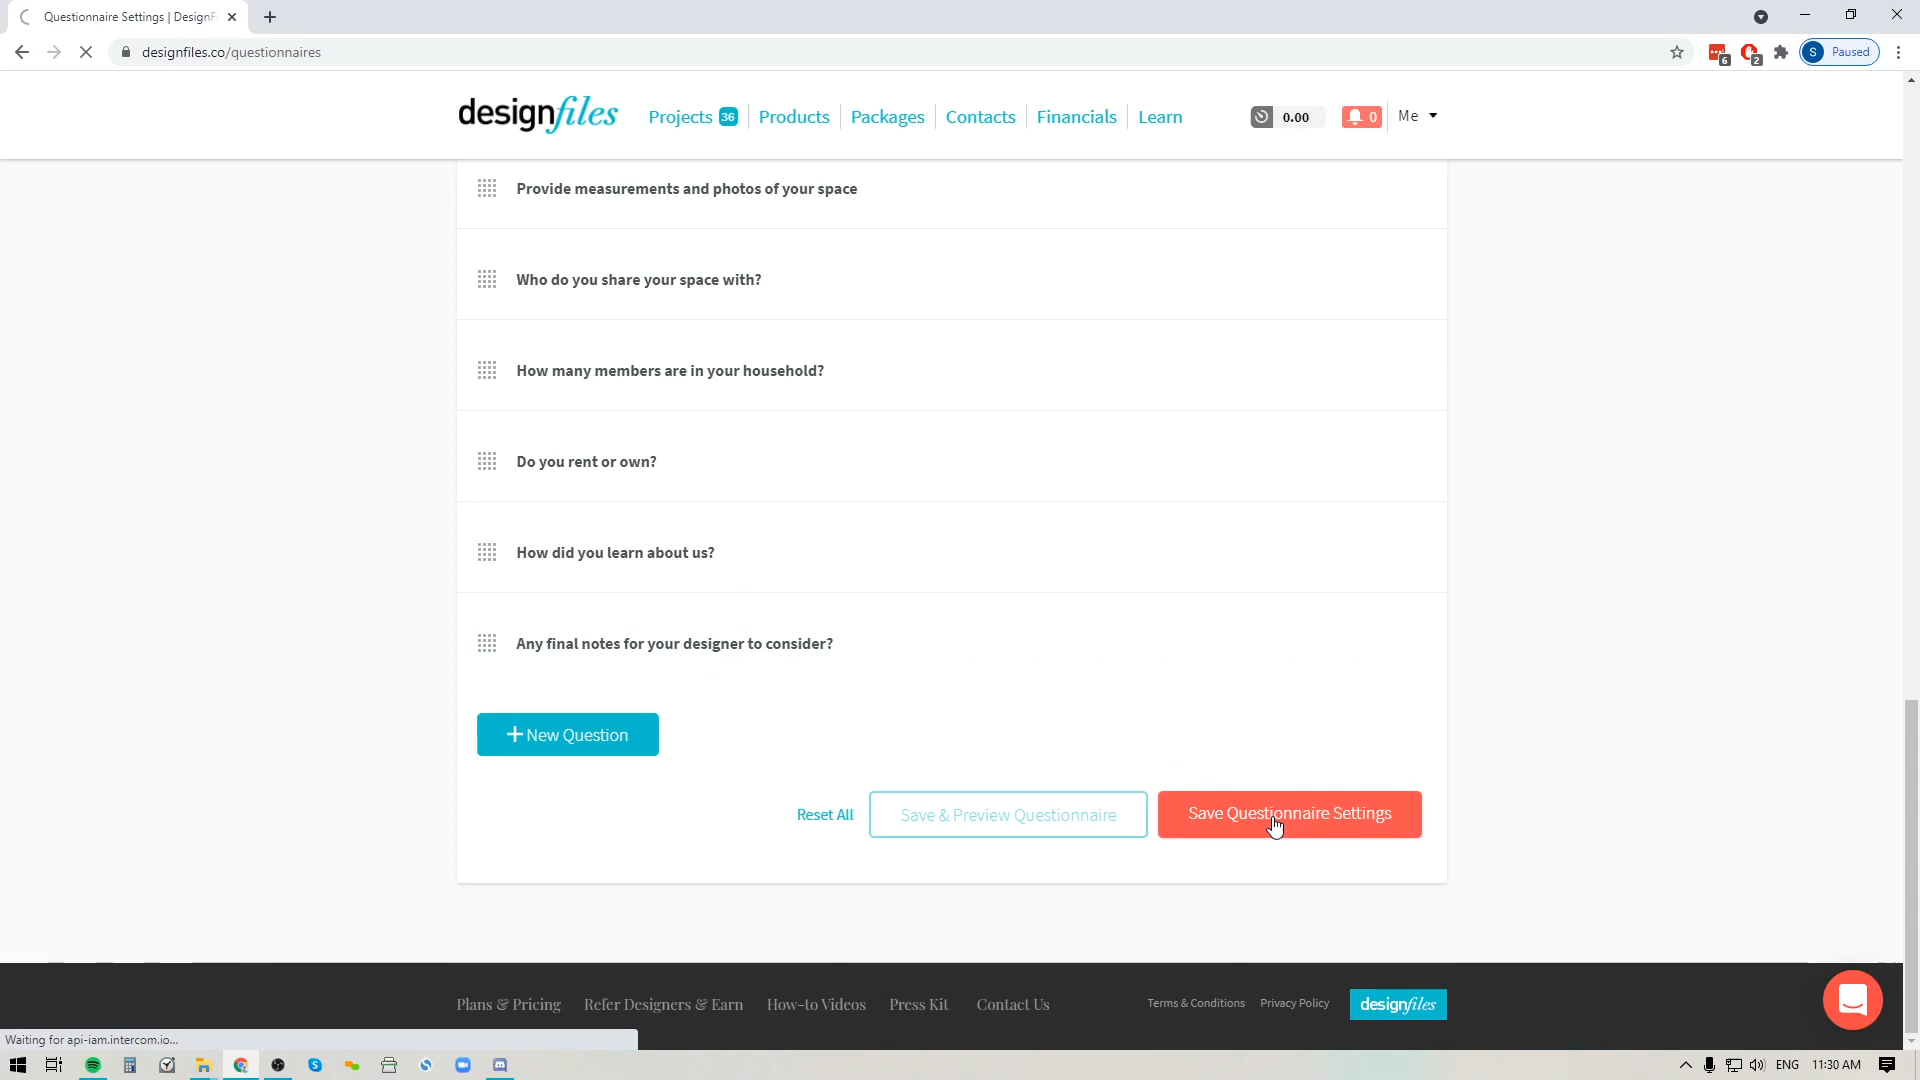 Questionnaire Settings | DesignF
designfiles.co/questionnaires
6
2
S Paused
designfiles
Projects 36
Products
Packages
Contacts
Financials
Learn
0.00
0
Me
Provide measurements and photos of your space
Who do you share your space with?
How many members are in your household?
Do you rent or own?
How did you learn about us?
Any final notes for your designer to consider?
+ New Question
Reset All
Save & Preview Questionnaire
Save Questionnaire Settings
Plans & Pricing
Refer Designers & Earn
How-to Videos
Press Kit
Contact Us
Terms & Conditions
Privacy Policy
designfiles
Waiting for api-iam.intercom.io...
ENG
11:30 AM